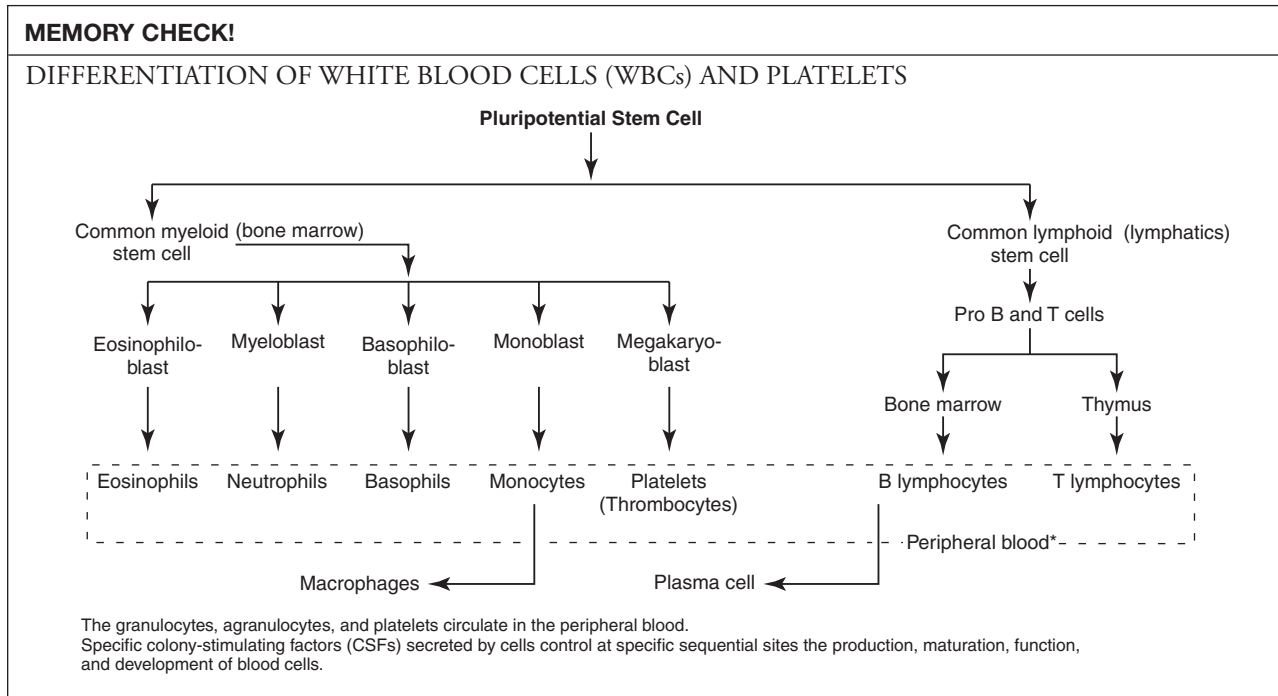 MEMORY CHECK!
DIFFERENTIATION OF WHITE BLOOD CELLS (WBCs) AND PLATELETS
Pluripotential Stem Cell
Common myeloid (bone marrow)
stem cell
Common lymphoid (lymphatics)
stem cell
Pro B and T cells
Eosinophilo-
blast
Myeloblast
Basophilo-
blast
Monoblast
Megakaryo-
blast
Bone marrow
Thymus
Eosinophils
Neutrophils
Basophils
Monocytes
Platelets
(Thrombocytes)
B lymphocytes
T lymphocytes
Peripheral blood*
Macrophages
Plasma cell
The granulocytes, agranulocytes, and platelets circulate in the peripheral blood.
Specific colony-stimulating factors (CSFs) secreted by cells control at specific sequential sites the production, maturation, function,
and development of blood cells.